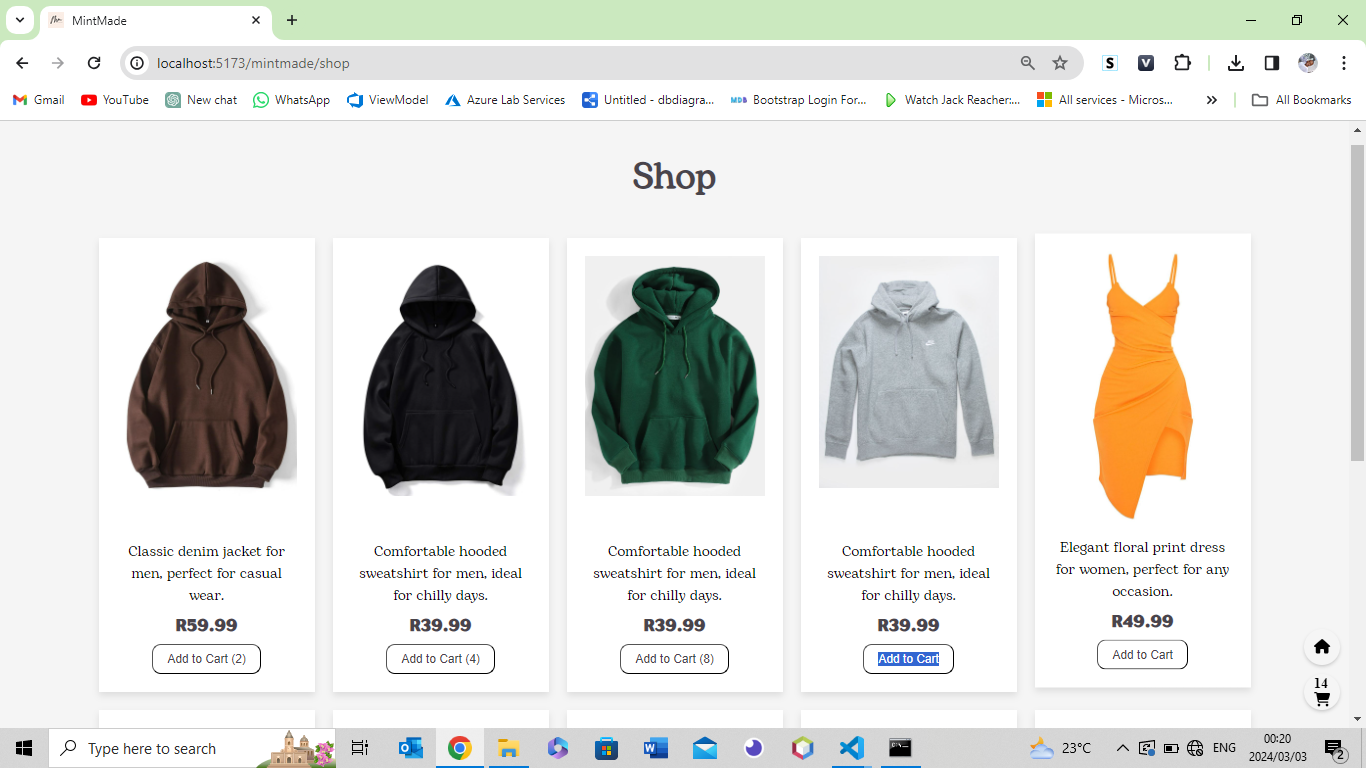 MintMade
localhost:5173/mintmade/shop
S
V
Gmail
YouTube
New chat
WhatsApp
ViewModel
Azure Lab Services
Untitled - dbdiagra...
MDB
Bootstrap Login For...
Watch Jack Reacher:...
All services - Micros...
All Bookmarks
Shop
Classic denim jacket for
men, perfect for casual
wear.
R59.99
Add to Cart (2)
Comfortable hooded
sweatshirt for men, ideal
for chilly days.
R39.99
Add to Cart (4)
Comfortable hooded
sweatshirt for men, ideal
for chilly days.
R39.99
Add to Cart (8)
Comfortable hooded
sweatshirt for men, ideal
for chilly days.
R39.99
Add to Cart
Elegant floral print dress
for women, perfect for any
occasion.
R49.99
Add to Cart
14
Type here to search
23°C
ENG
00:20
2024/03/03
2